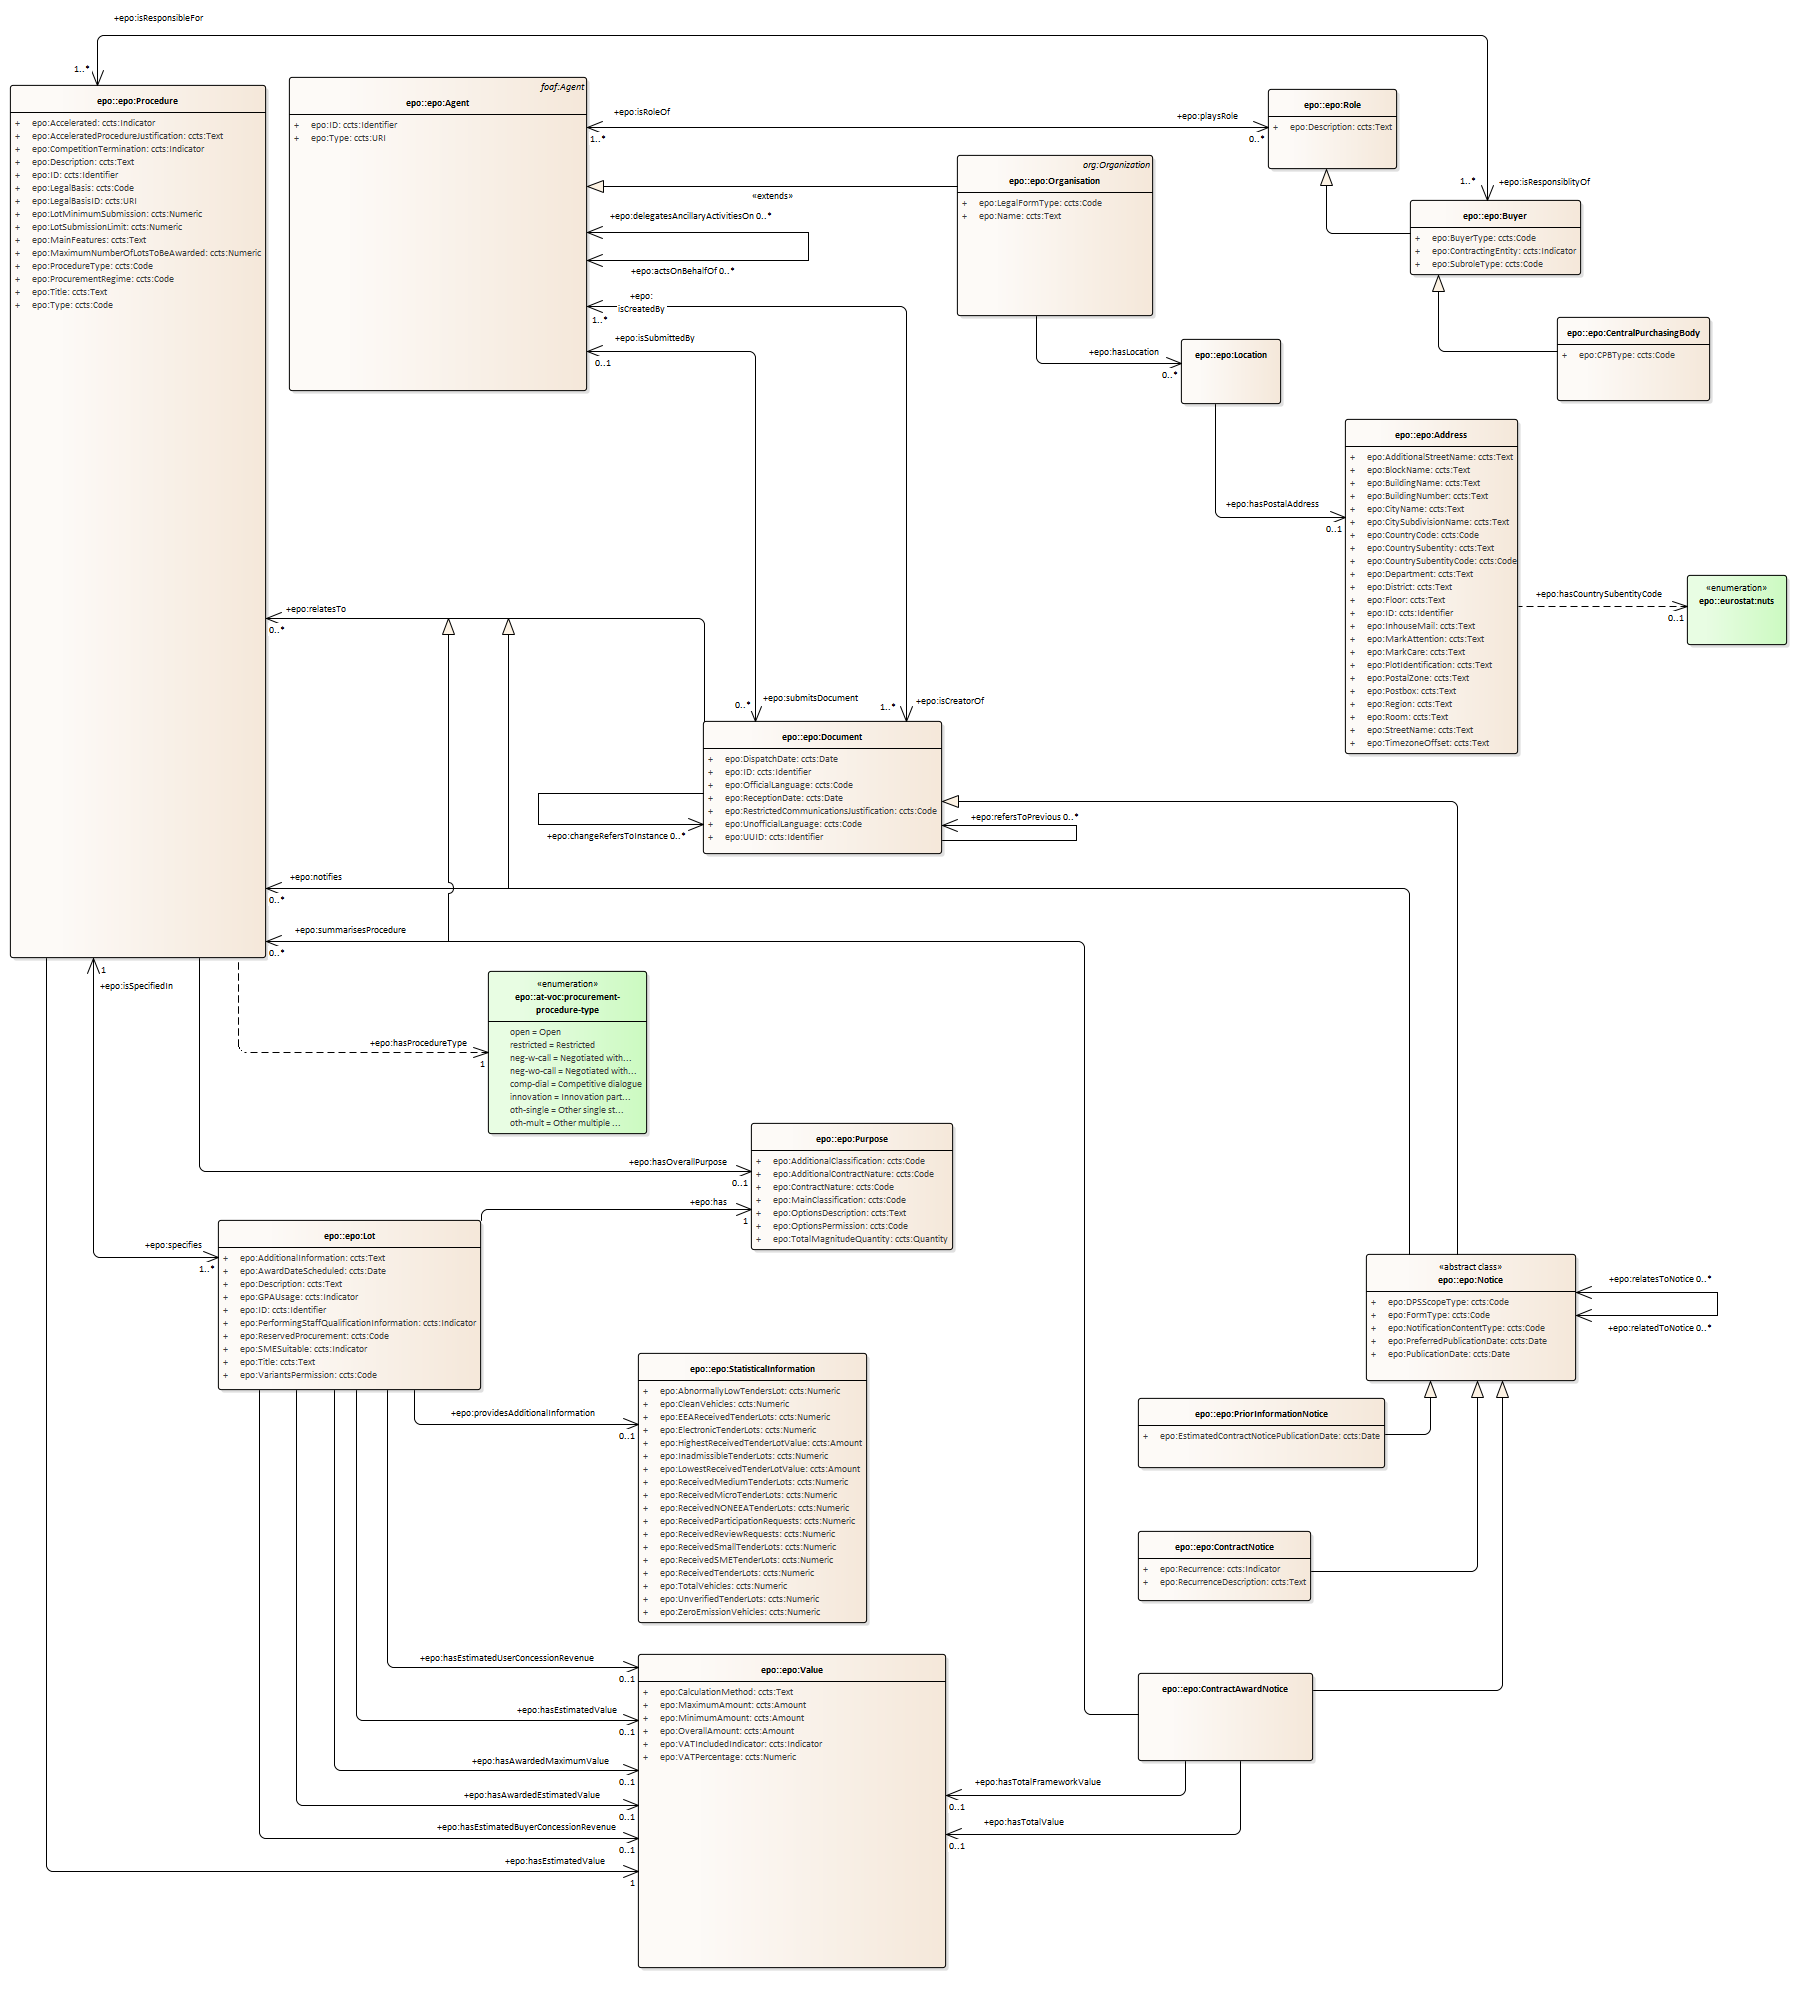 +epo:isResponsibleFor
1..*
epo::epo:Procedure
+ epo:Accelerated: ccts:Indicator
+ epo:AcceleratedProcedureJustification: ccts:Text
+ epo:CompetitionTermination: ccts:Indicator
+ epo:Description: ccts:Text
+ epo:ID: ccts:Identifier
+ epo:LegalBasis: ccts:Code
+ epo:LegalBasisID: ccts:URI
+ epo:LotMinimumSubmission: ccts:Numeric
+ epo:LotSubmissionLimit: ccts:Numeric
+ epo:MainFeatures: ccts:Text
+ epo:MaximumNumberOfLotsToBeAwarded: ccts:Numeric
+ epo:ProcedureType: ccts:Code
+ epo:ProcurementRegime: ccts:Code
+ epo:Title: ccts:Text
+ epo:Type: ccts:Code
foaf:Agent
epo::epo:Agent
+ epo:ID: ccts:Identifier
+ epo:Type: ccts:URI
+epo:isRoleOf
1..*
+epo:playsRole
0..*
epo::epo:Role
+ epo:Description: ccts:Text
org:Organization
epo::epo:Organisation
+ epo:LegalFormType: ccts:Code
+ epo:Name: ccts:Text
«extends»
+epo:delegatesAncillaryActivitiesOn 0..*
+epo:actsOnBehalfOf 0..*
+epo:
isCreatedBy
1..*
+epo:isSubmittedBy
0..1
1..*
+epo:isResponsiblityOf
epo::epo:Buyer
+ epo:BuyerType: ccts:Code
+ epo:ContractingEntity: ccts:Indicator
+ epo:SubroleType: ccts:Code
epo::epo:CentralPurchasingBody
+ epo:CPBType: ccts:Code
+epo:hasLocation
0..*
epo::epo:Location
+epo:hasPostalAddress
0..1
epo::epo:Address
+ epo:AdditionalStreetName: ccts:Text
+ epo:BlockName: ccts:Text
+ epo:BuildingName: ccts:Text
+ epo:BuildingNumber: ccts:Text
+ epo:CityName: ccts:Text
+ epo:CitySubdivisionName: ccts:Text
+ epo:CountryCode: ccts:Code
+ epo:CountrySubentity: ccts:Text
+ epo:CountrySubentityCode: ccts:Code
+ epo:Department: ccts:Text
+ epo:District: ccts:Text
+ epo:Floor: ccts:Text
+ epo:ID: ccts:Identifier
+ epo:InhouseMail: ccts:Text
+ epo:MarkAttention: ccts:Text
+ epo:MarkCare: ccts:Text
+ epo:PlotIdentification: ccts:Text
+ epo:PostalZone: ccts:Text
+ epo:Postbox: ccts:Text
+ epo:Region: ccts:Text
+ epo:Room: ccts:Text
+ epo:StreetName: ccts:Text
+ epo:TimezoneOffset: ccts:Text
+epo:hasCountrySubentityCode
0..1
«enumeration»
epo::eurostat:nuts
+epo:relatesTo
0..*
+epo:submitsDocument
0..*
+epo:isCreatorOf
1..*
epo::epo:Document
+ epo:DispatchDate: ccts:Date
+ epo:ID: ccts:Identifier
+ epo:OfficialLanguage: ccts:Code
+ epo:ReceptionDate: ccts:Date
+ epo:RestrictedCommunicationsJustification: ccts:Code
+ epo:UnofficialLanguage: ccts:Code
+ epo:UUID: ccts:Identifier
+epo:changeRefersToInstance 0..*
+epo:refersToPrevious 0..*
+epo:notifies
0..*
+epo:summarisesProcedure
0..*
1
+epo:isSpecifiedIn
«enumeration»
epo::at-voc:procurement-
procedure-type
open = Open
restricted = Restricted
neg-w-call = Negotiated with...
neg-wo-call = Negotiated with...
comp-dial = Competitive dialogue
innovation = Innovation part...
oth-single = Other single st...
oth-mult = Other multiple ...
+epo:hasProcedureType
1
epo::epo:Purpose
+ epo:AdditionalClassification: ccts:Code
+ epo:AdditionalContractNature: ccts:Code
+ epo:ContractNature: ccts:Code
+ epo:MainClassification: ccts:Code
+ epo:OptionsDescription: ccts:Text
+ epo:OptionsPermission: ccts:Code
+ epo:TotalMagnitudeQuantity: ccts:Quantity
+epo:hasOverallPurpose
0..1
+epo:has
1
+epo:specifies
1..*
epo::epo:Lot
+ epo:AdditionalInformation: ccts:Text
+ epo:AwardDateScheduled: ccts:Date
+ epo:Description: ccts:Text
+ epo:GPAUsage: ccts:Indicator
+ epo:ID: ccts:Identifier
+ epo:PerformingStaffQualificationInformation: ccts:Indicator
+ epo:ReservedProcurement: ccts:Code
+ epo:SMESuitable: ccts:Indicator
+ epo:Title: ccts:Text
+ epo:VariantsPermission: ccts:Code
«abstract class»
epo::epo:Notice
+ epo:DPSScopeType: ccts:Code
+ epo:FormType: ccts:Code
+ epo:NotificationContentType: ccts:Code
+ epo:PreferredPublicationDate: ccts:Date
+ epo:PublicationDate: ccts:Date
+epo:relatesToNotice 0..*
+epo:relatedToNotice 0..*
epo::epo:StatisticalInformation
+ epo:AbnormallyLowTendersLot: ccts:Numeric
+ epo:CleanVehicles: ccts:Numeric
+ epo:EEAReceivedTenderLots: ccts:Numeric
+ epo:ElectronicTenderLots: ccts:Numeric
+ epo:HighestReceivedTenderLotValue: ccts:Amount
+ epo:InadmissibleTenderLots: ccts:Numeric
+ epo:LowestReceivedTenderLotValue: ccts:Amount
+ epo:ReceivedMediumTenderLots: ccts:Numeric
+ epo:ReceivedMicroTenderLots: ccts:Numeric
+ epo:ReceivedNONEEATenderLots: ccts:Numeric
+ epo:ReceivedParticipationRequests: ccts:Numeric
+ epo:ReceivedReviewRequests: ccts:Numeric
+ epo:ReceivedSmallTenderLots: ccts:Numeric
+ epo:ReceivedSMETenderLots: ccts:Numeric
+ epo:ReceivedTenderLots: ccts:Numeric
+ epo:TotalVehicles: ccts:Numeric
+ epo:UnverifiedTenderLots: ccts:Numeric
+ epo:ZeroEmissionVehicles: ccts:Numeric
+epo:providesAdditionalInformation
0..1
epo::epo:PriorInformationNotice
+ epo:EstimatedContractNoticePublicationDate: ccts:Date
epo::epo:ContractNotice
+ epo:Recurrence: ccts:Indicator
+ epo:RecurrenceDescription: ccts:Text
epo::epo:ContractAwardNotice
epo::epo:Value
+ epo:CalculationMethod: ccts:Text
+ epo:MaximumAmount: ccts:Amount
+ epo:MinimumAmount: ccts:Amount
+ epo:OverallAmount: ccts:Amount
+ epo:VATIncludedIndicator: ccts:Indicator
+ epo:VATPercentage: ccts:Numeric
+epo:hasEstimatedUserConcessionRevenue
0..1
+epo:hasEstimatedValue
0..1
+epo:hasAwardedMaximumValue
0..1
+epo:hasAwardedEstimatedValue
0..1
+epo:hasEstimatedBuyerConcessionRevenue
0..1
+epo:hasEstimatedValue
1
+epo:hasTotalFrameworkValue
0..1
+epo:hasTotalValue
0..1